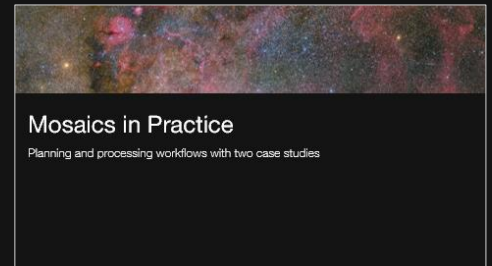 Mosaics in Practice
Planning and processing workflows with two case studies